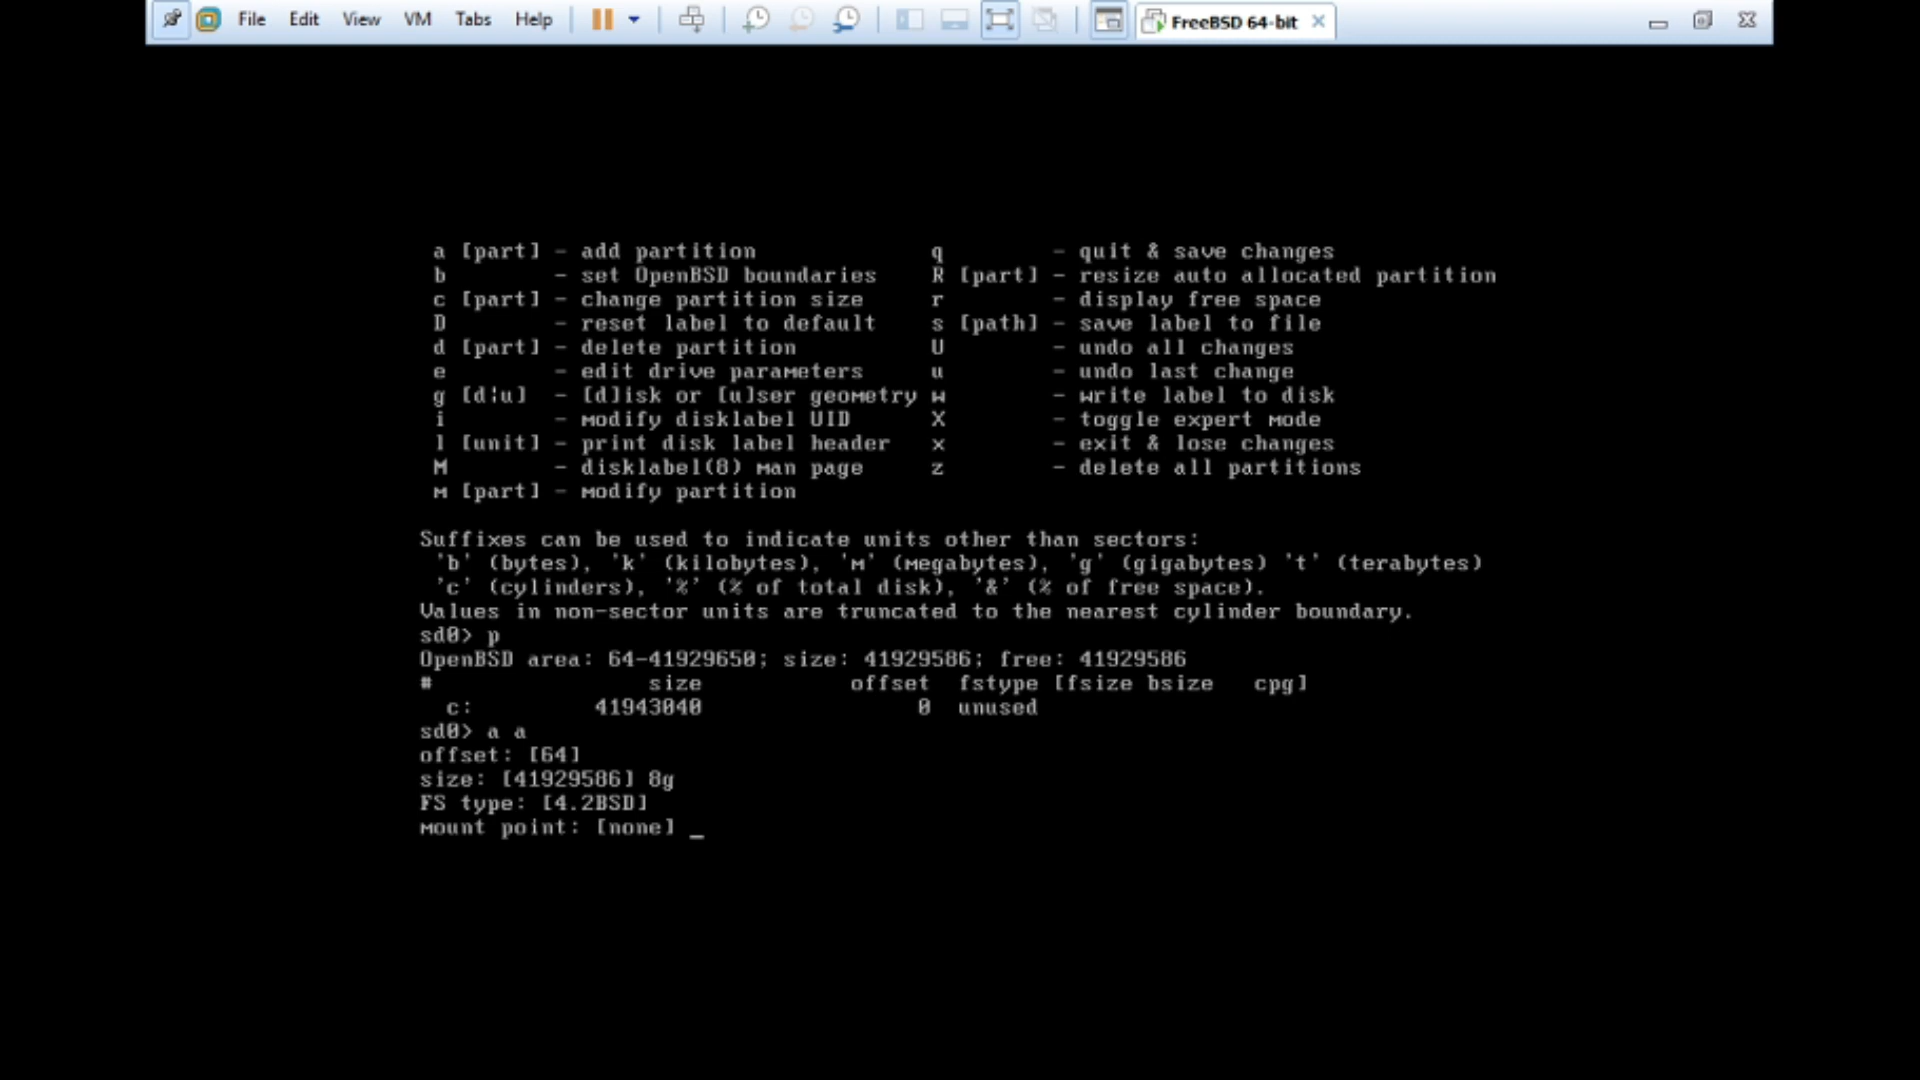 File Edit View VM Tabs Help FreeBSD 64-bit
a [part] - add partition q - quit & save changes
b - set OpenBSD boundaries R [part] - resize auto allocated partition
c [part] - change partition size r - display free space
D - reset label to default s [path] - save label to file
d [part] - delete partition U - undo all changes
e - edit drive parameters u - undo last change
g [d|u] - [d]isk or [u]ser geometry w - write label to disk
i - modify disklabel UID X - toggle expert mode
l [unit] - print disk label header x - exit & lose changes
M - disklabel(8) man page z - delete all partitions
m [part] - modify partition
Suffixes can be used to indicate units other than sectors:
'b' (bytes), 'k' (kilobytes), 'm' (megabytes), 'g' (gigabytes) 't' (terabytes)
'c' (cylinders), '%' (% of total disk), '&' (% of free space).
Values in non-sector units are truncated to the nearest cylinder boundary.
sd0> p
OpenBSD area: 64-41929650; size: 41929586; free: 41929586
# size offset fstype [fsize bsize cpg]
c: 41943040 0 unused
sd0> a a
offset: [64]
size: [41929586] 8g
FS type: [4.2BSD]
mount point: [none] _